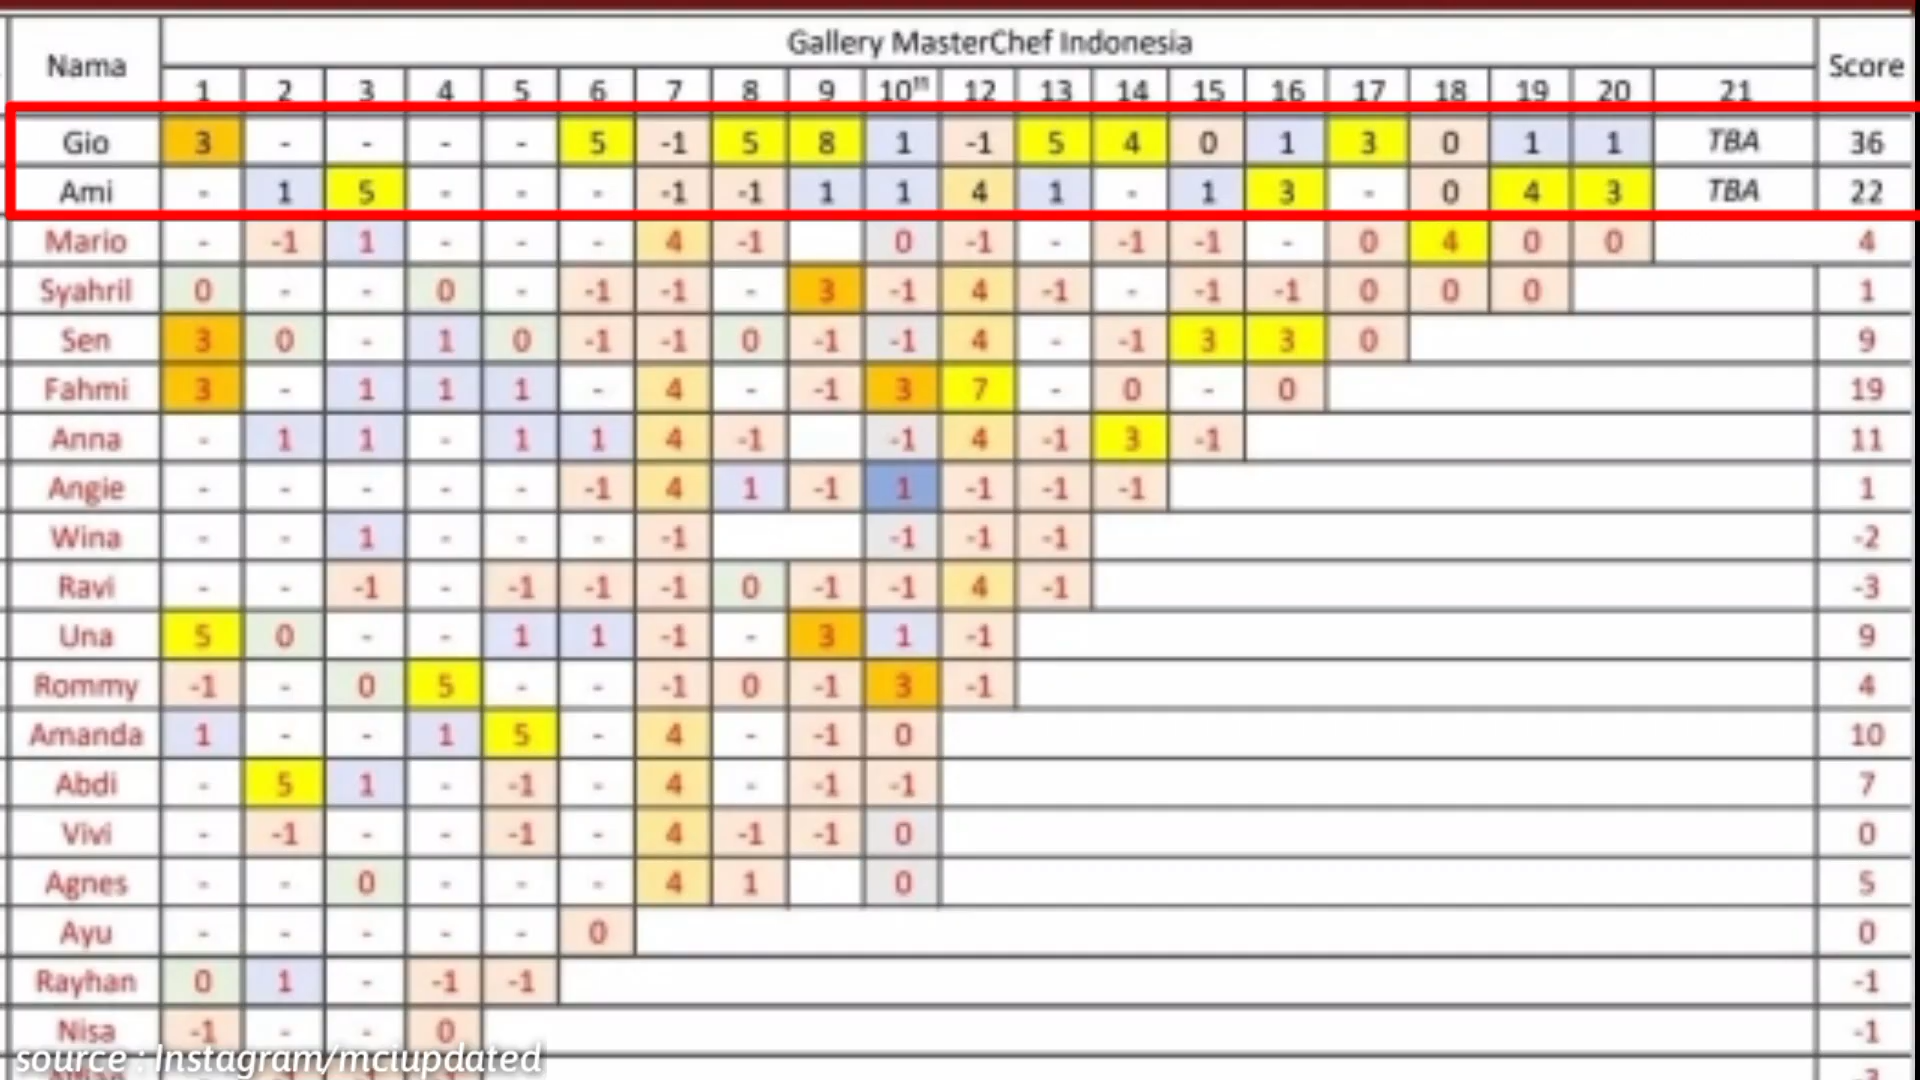 Nama Gallery MasterChef Indonesia Score
1 2 3 4 5 6 7 8 9 10ⁿ 12 13 14 15 16 17 18 19 20 21
Gio 3 - - - - 5 -1 5 8 1 -1 5 4 0 1 3 0 1 1 TBA 36
Ami - 1 5 - - - -1 -1 1 1 4 1 - 1 3 - 0 4 3 TBA 22
Mario - -1 1 - - - 4 -1 0 -1 - -1 -1 - 0 4 0 0 4
Syahril 0 - - 0 - -1 -1 - 3 -1 4 -1 - -1 -1 0 0 0 1
Sen 3 0 - 1 0 -1 -1 0 -1 -1 4 - -1 3 3 0 9
Fahmi 3 - 1 1 1 - 4 - -1 3 7 - 0 - 0 19
Anna - 1 1 - 1 1 4 -1 -1 4 -1 3 -1 11
Angie - - - - - -1 4 1 -1 1 -1 -1 -1 1
Wina - - 1 - - - -1 -1 -1 -1 -2
Ravi - - -1 - -1 -1 -1 0 -1 -1 4 -1 -3
Una 5 0 - - 1 1 -1 - 3 1 -1 9
Rommy -1 - 0 5 - - -1 0 -1 3 -1 4
Amanda 1 - - 1 5 - 4 - -1 0 10
Abdi - 5 1 - -1 - 4 - -1 -1 7
Vivi - -1 - - -1 - 4 -1 -1 0 0
Agnes - - 0 - - - 4 1 0 5
Ayu - - - - - 0 0
Rayhan 0 1 - -1 -1 -1
Nisa -1 - - 0 -1
source : Instagram/mciupdated